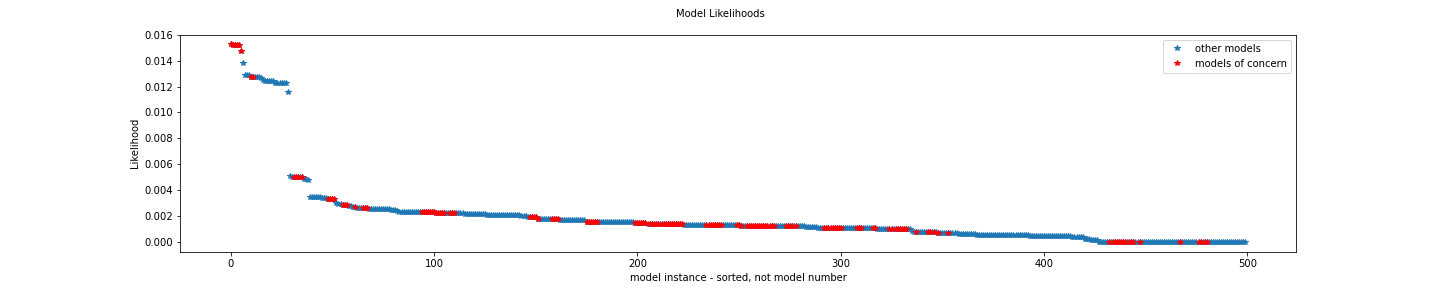 Model Likelihoods
0.016
0.014
0.012
0.010
0.008
0.006
0.004
0.002
0.000
Likelihood
other models
models of concern
0 100 200 300 400 500
model instance - sorted, not model number